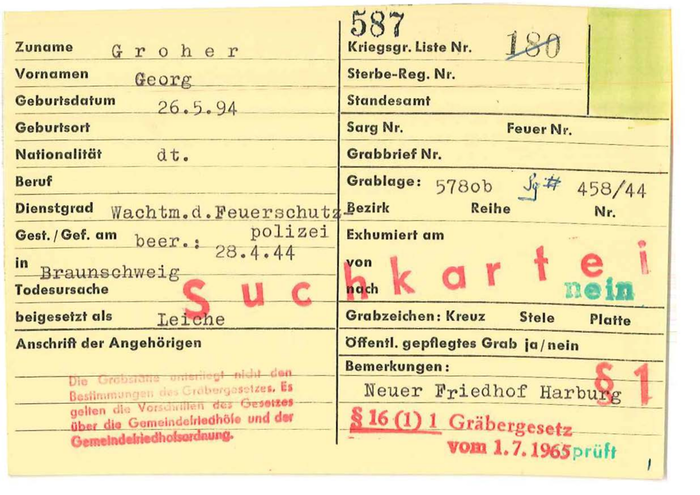 587
Zuname Groher
Kriegsgr. Liste Nr. 180
Vornamen Georg
Sterbe-Reg. Nr.
Geburtsdatum 26.5.94
Standesamt
Geburtsort
Sarg Nr. Feuer Nr.
Nationalität dt.
Grabbrief Nr.
Beruf
Grablage: 578ob 458/44
Dienstgrad Wachtm.d.Feuerschutz-
polizei
Bezirk Reihe Nr.
Gest./Gef. am beer.: 28.4.44
Exhumiert am
in Braunschweig
von
Suchkartei
Todesursache
nach nein
beigesetzt als Leiche
Grabzeichen: Kreuz Stele Platte
Anschrift der Angehörigen
Öffentl. gepflegtes Grab ja/nein
Bemerkungen: § 1
Neuer Friedhof Harburg
Die Grabstätte unterliegt nicht den
Bestimmungen des Gräbergesetzes. Es
gelten die Vorschriften des Gesetzes
über die Gemeindefriedhöfe und der
Gemeindefriedhofsordnung.
§ 16 (1) 1 Gräbergesetz
vom 1.7.1965 prüft